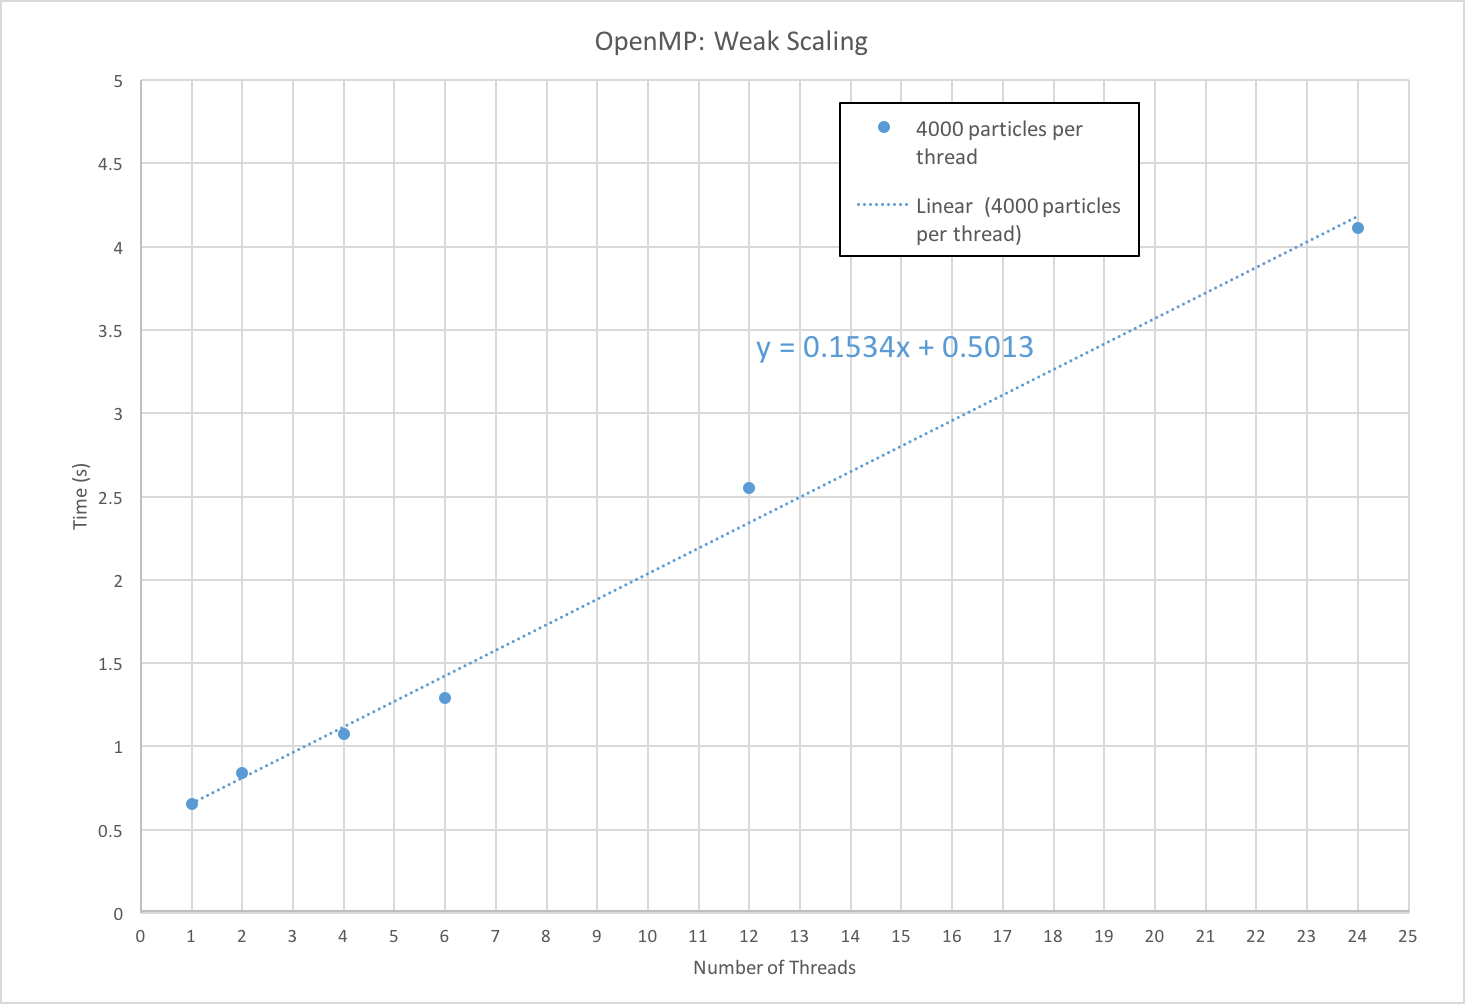 OpenMP: Weak Scaling
5
4.5
4
3.5
3
2.5
2
1.5
1
0.5
0
Time (s)
4000 particles per
thread
Linear (4000 particles
per thread)
y = 0.1534x + 0.5013
0 1 2 3 4 5 6 7 8 9 10 11 12 13 14 15 16 17 18 19 20 21 22 23 24 25
Number of Threads